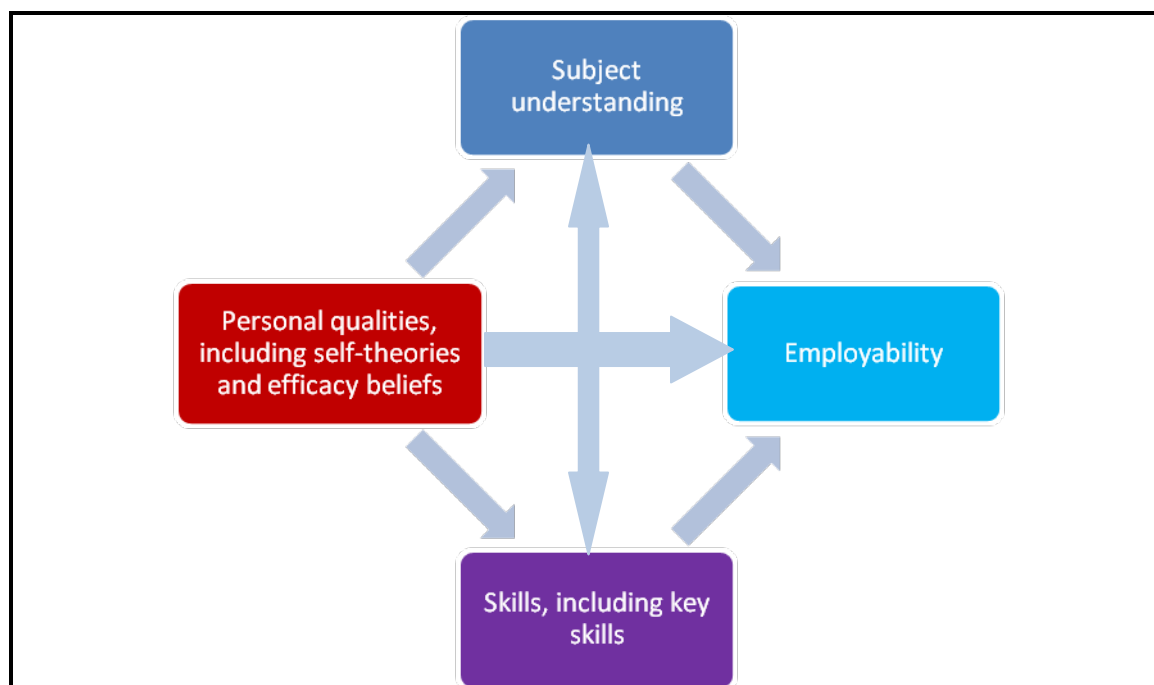 Subject
understanding
Personal qualities,
including self-theories
and efficacy beliefs
Employability
Skills, including key
skills